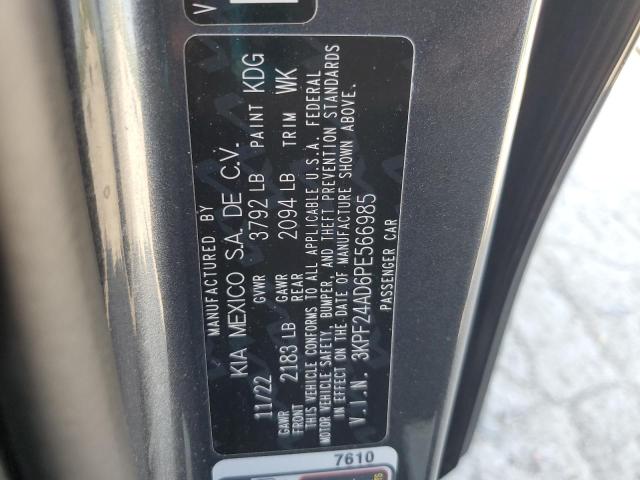 V
MANUFACTURED BY
KIA MEXICO S.A. DE C.V.
11/22 GVWR 3792 LB PAINT KDG
GAWR FRONT 2183 LB GAWR REAR 2094 LB TRIM WK
THIS VEHICLE CONFORMS TO ALL APPLICABLE U.S.A. FEDERAL
MOTOR VEHICLE SAFETY, BUMPER, AND THEFT PREVENTION STANDARDS
IN EFFECT ON THE DATE OF MANUFACTURE SHOWN ABOVE.
V.I.N. 3KPF24AD6PE566985
PASSENGER CAR
7610